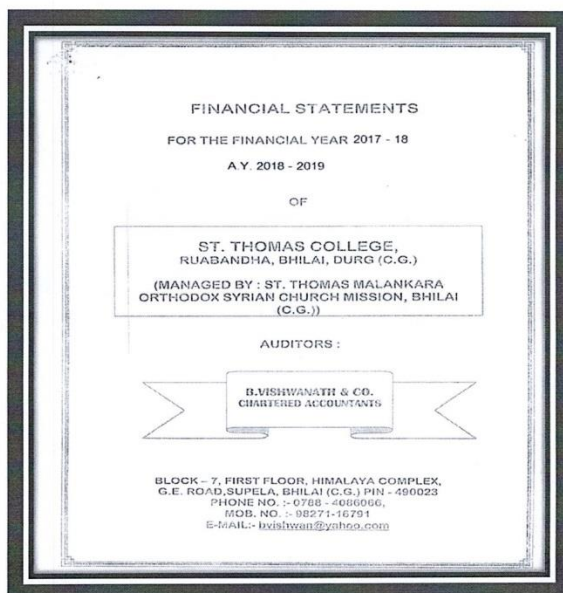 FINANCIAL STATEMENTS
FOR THE FINANCIAL YEAR 2017 - 18
A.Y. 2018 - 2019
OF
ST. THOMAS COLLEGE,
RUABANDHA, BHILAI, DURG (C.G.)
(MANAGED BY : ST. THOMAS MALANKARA
ORTHODOX SYRIAN CHURCH MISSION, BHILAI
(C.G.))
AUDITORS :
B.VISHWANATH & CO.
CHARTERED ACCOUNTANTS
BLOCK – 7, FIRST FLOOR, HIMALAYA COMPLEX,
G.E. ROAD,SUPELA, BHILAI (C.G.) PIN - 490023
PHONE NO. :- 0788 - 4086066,
MOB. NO. :- 98271-16791
E-MAIL:- bvishwan@yahoo.com